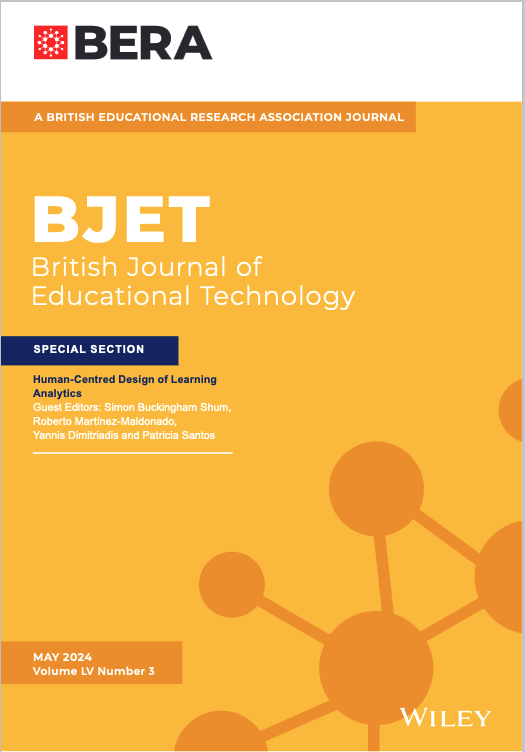 BERA
A BRITISH EDUCATIONAL RESEARCH ASSOCIATION JOURNAL
BJET
British Journal of
Educational Technology
SPECIAL SECTION
Human-Centred Design of Learning
Analytics
Guest Editors: Simon Buckingham Shum,
Roberto Martínez-Maldonado,
Yannis Dimitriadis and Patricia Santos
MAY 2024
Volume LV Number 3
WILEY